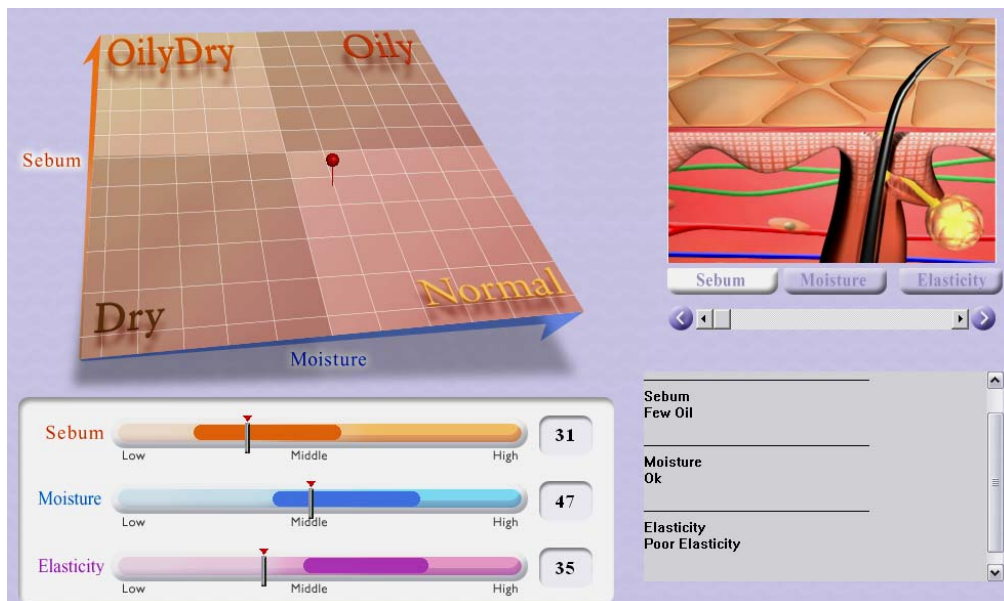 OilyDry
Oily
Sebum
Dry
Normal
Moisture
Sebum
Moisture
Elasticity
Sebum
31
Low
Middle
High
Moisture
47
Low
Middle
High
Elasticity
35
Low
Middle
High
Sebum
Few Oil
Moisture
Ok
Elasticity
Poor Elasticity